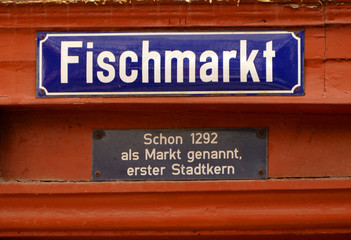 Fischmarkt
Schon 1292
als Markt genannt,
erster Stadtkern